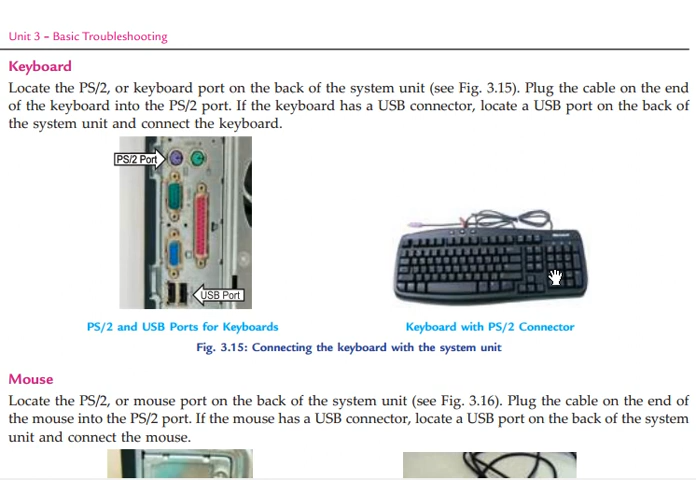 Unit 3 – Basic Troubleshooting
Keyboard
Locate the PS/2, or keyboard port on the back of the system unit (see Fig. 3.15). Plug the cable on the end
of the keyboard into the PS/2 port. If the keyboard has a USB connector, locate a USB port on the back of
the system unit and connect the keyboard.
PS/2 Port
USB Port
PS/2 and USB Ports for Keyboards
Keyboard with PS/2 Connector
Fig. 3.15: Connecting the keyboard with the system unit
Mouse
Locate the PS/2, or mouse port on the back of the system unit (see Fig. 3.16). Plug the cable on the end of
the mouse into the PS/2 port. If the mouse has a USB connector, locate a USB port on the back of the system
unit and connect the mouse.